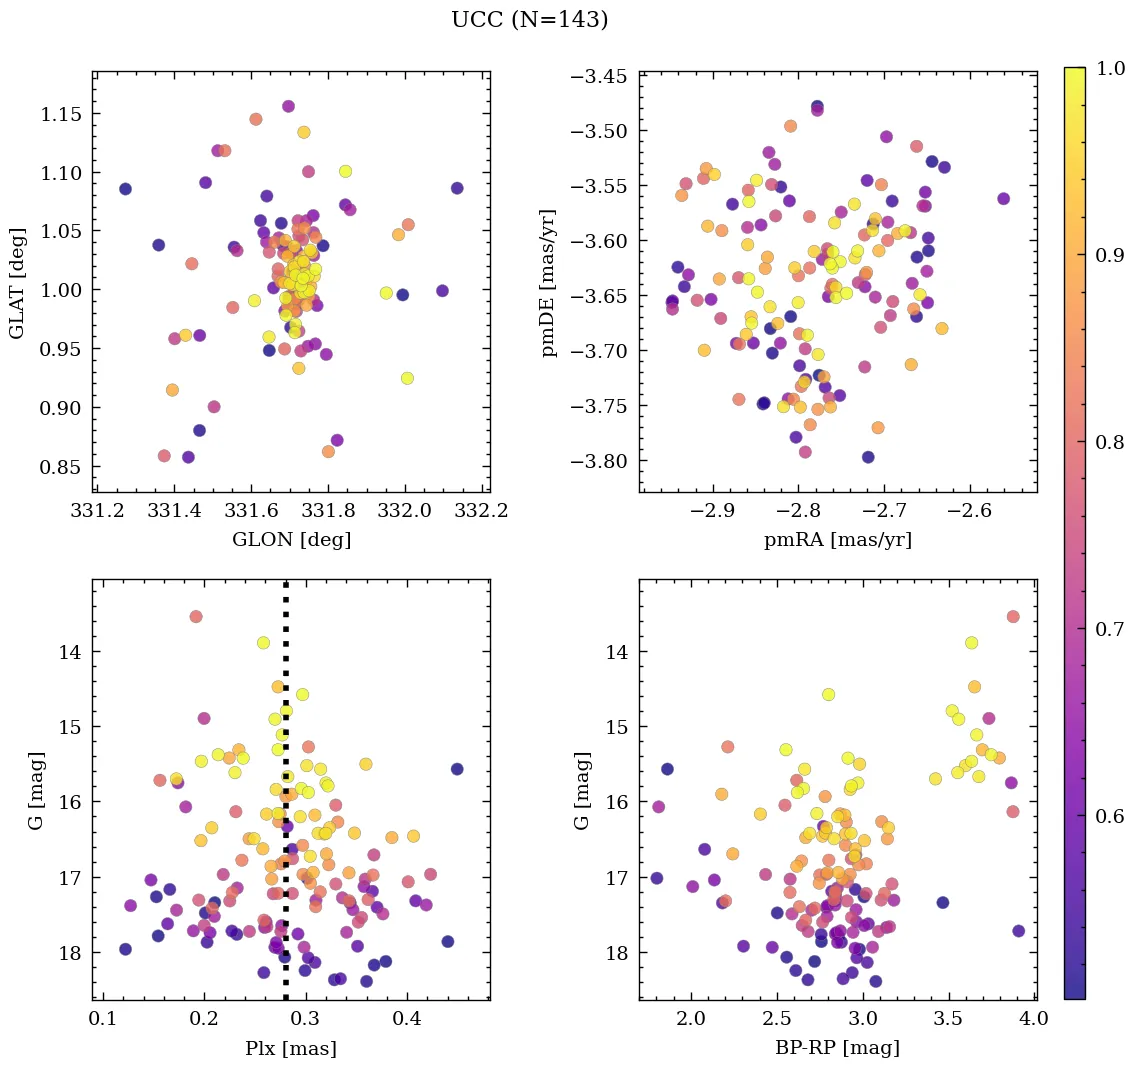 UCC (N=143)
1.15
1.10
1.05
1.00
0.95
0.90
0.85
GLAT [deg]
331.2 331.4 331.6 331.8 332.0 332.2
GLON [deg]
−3.45
−3.50
−3.55
−3.60
−3.65
−3.70
−3.75
−3.80
pmDE [mas/yr]
−2.9 −2.8 −2.7 −2.6
pmRA [mas/yr]
14
15
16
17
18
G [mag]
0.1 0.2 0.3 0.4
Plx [mas]
14
15
16
17
18
G [mag]
2.0 2.5 3.0 3.5 4.0
BP-RP [mag]
1.0
0.9
0.8
0.7
0.6